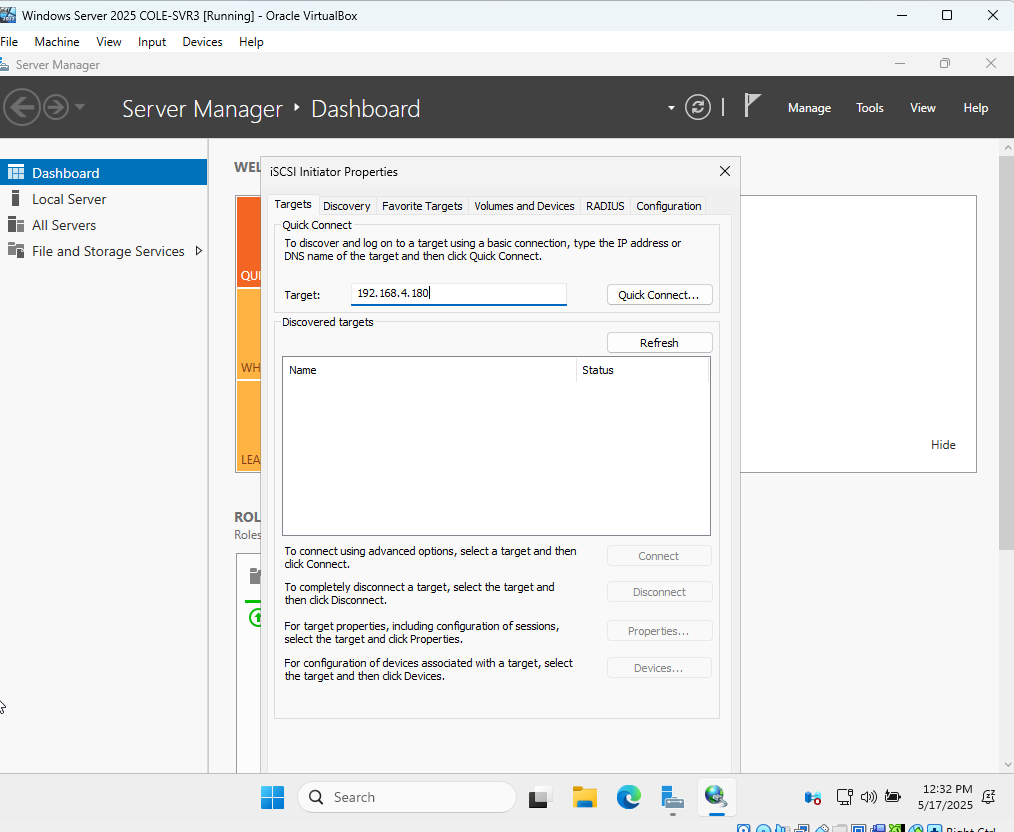 Windows Server 2025 COLE-SVR3 [Running] - Oracle VirtualBox
File Machine View Input Devices Help
Server Manager
Server Manager Dashboard
Manage Tools View Help
Dashboard
Local Server
All Servers
File and Storage Services
WEL
QUI
WH
LEA
Hide
ROL
Roles
iSCSI Initiator Properties
Targets Discovery Favorite Targets Volumes and Devices RADIUS Configuration
Quick Connect
To discover and log on to a target using a basic connection, type the IP address or
DNS name of the target and then click Quick Connect.
Target: 192.168.4.180 Quick Connect...
Discovered targets
Refresh
Name Status
To connect using advanced options, select a target and then
click Connect.
Connect
To completely disconnect a target, select the target and
then click Disconnect.
Disconnect
For target properties, including configuration of sessions,
select the target and click Properties.
Properties...
For configuration of devices associated with a target, select
the target and then click Devices.
Devices...
Search
12:32 PM
5/17/2025
Right Ctrl